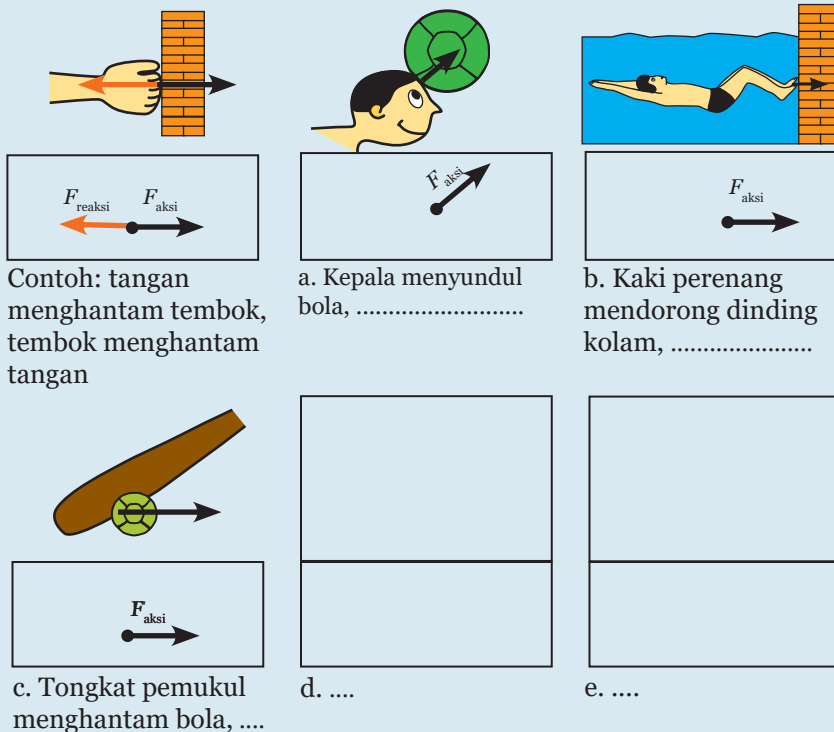 F reaksi F aksi
F aksi
F aksi
Contoh: tangan
menghantam tembok,
tembok menghantam
tangan
a. Kepala menyundul
bola, ..........................
b. Kaki perenang
mendorong dinding
kolam, ......................
F aksi
c. Tongkat pemukul
menghantam bola, ....
d. ....
e. ....